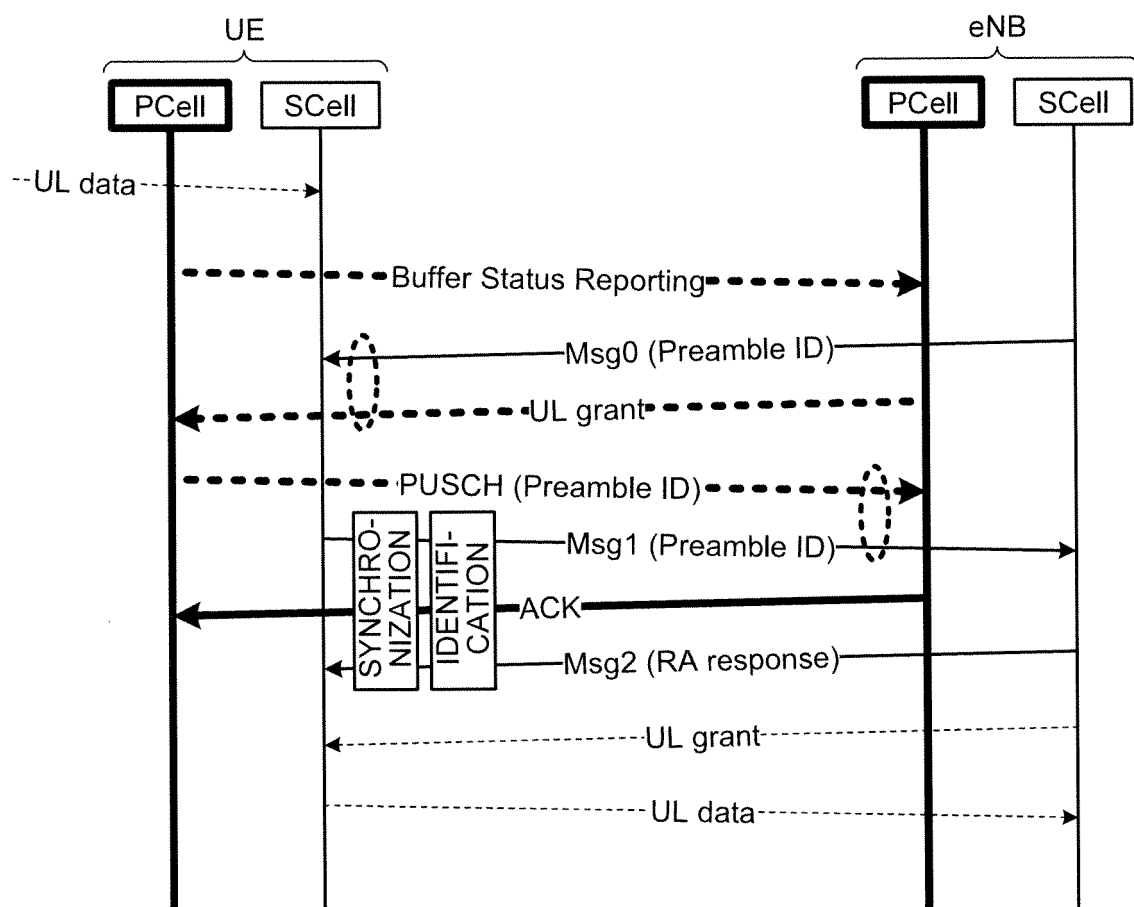 UE
eNB
PCell
SCell
PCell
SCell
UL data
Buffer Status Reporting
Msg0 (Preamble ID)
UL grant
PUSCH (Preamble ID)
SYNCHRO-
NIZATION
IDENTIFI-
CATION
Msg1 (Preamble ID)
ACK
Msg2 (RA response)
UL grant
UL data